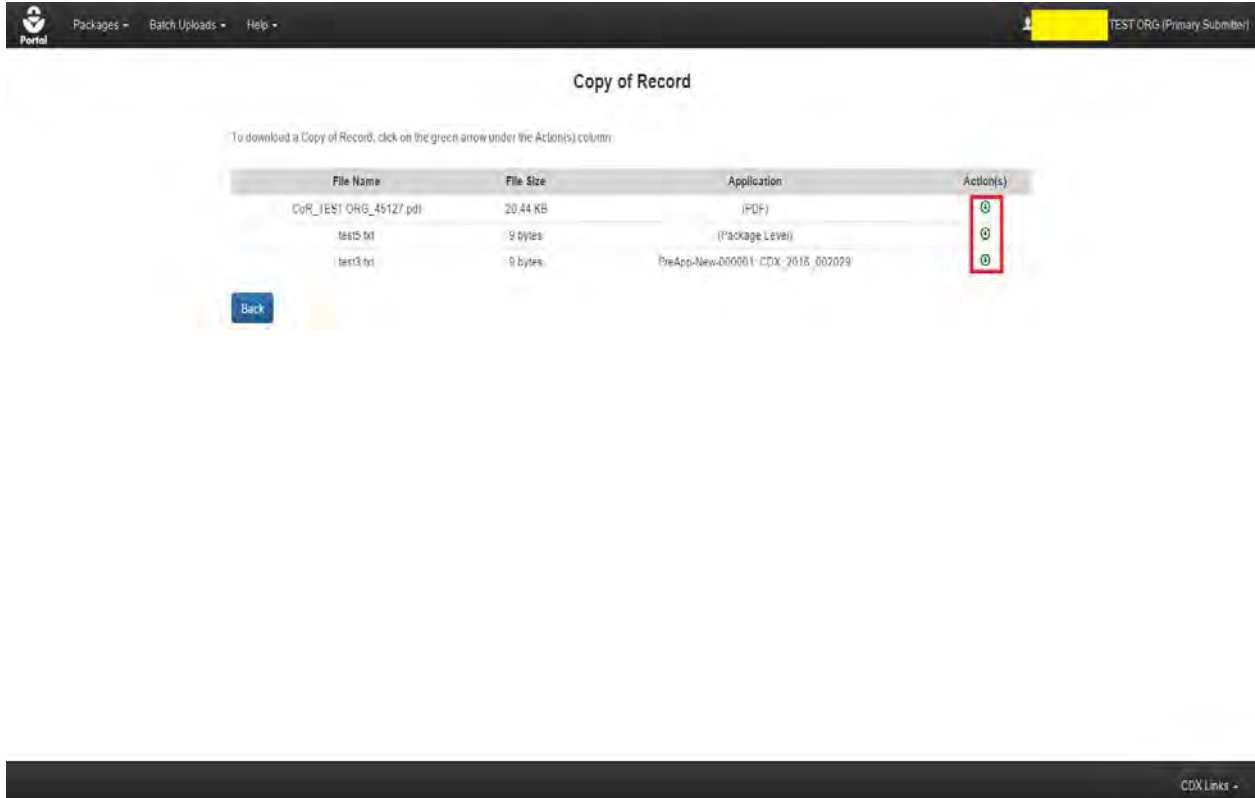 Portal Packages Batch Uploads Help TEST ORG (Primary Submitter)
Copy of Record
To download a Copy of Record, click on the green arrow under the Action(s) column
File Name File Size Application Action(s)
CoR_TEST ORG_45127.pdf 20.44 KB (PDF)
test5.txt 9 bytes (Package Level)
test3.txt 9 bytes PreApp-New-000001: CDX_2016_002029
Back
CDX Links